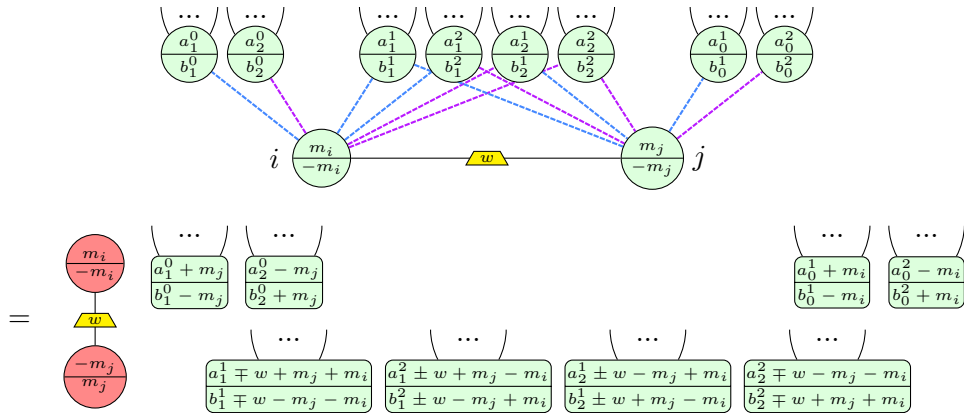 ... ... ... ... ... ... ... ...
a_1^0 a_2^0 a_1^1 a_1^2 a_2^1 a_2^2 a_0^1 a_0^2
b_1^0 b_2^0 b_1^1 b_1^2 b_2^1 b_2^2 b_0^1 b_0^2
i m_i w m_j j
-m_i -m_j
... ... ... ...
m_i a_1^0 + m_j a_2^0 - m_j a_0^1 + m_i a_0^2 - m_i
-m_i b_1^0 - m_j b_2^0 + m_j b_0^1 - m_i b_0^2 + m_i
= w
... ... ... ...
-m_j a_1^1 ∓ w + m_j + m_i a_1^2 ± w + m_j - m_i a_2^1 ± w - m_j + m_i a_2^2 ∓ w - m_j - m_i
m_j b_1^1 ∓ w - m_j - m_i b_1^2 ± w - m_j + m_i b_2^1 ± w + m_j - m_i b_2^2 ∓ w + m_j + m_i